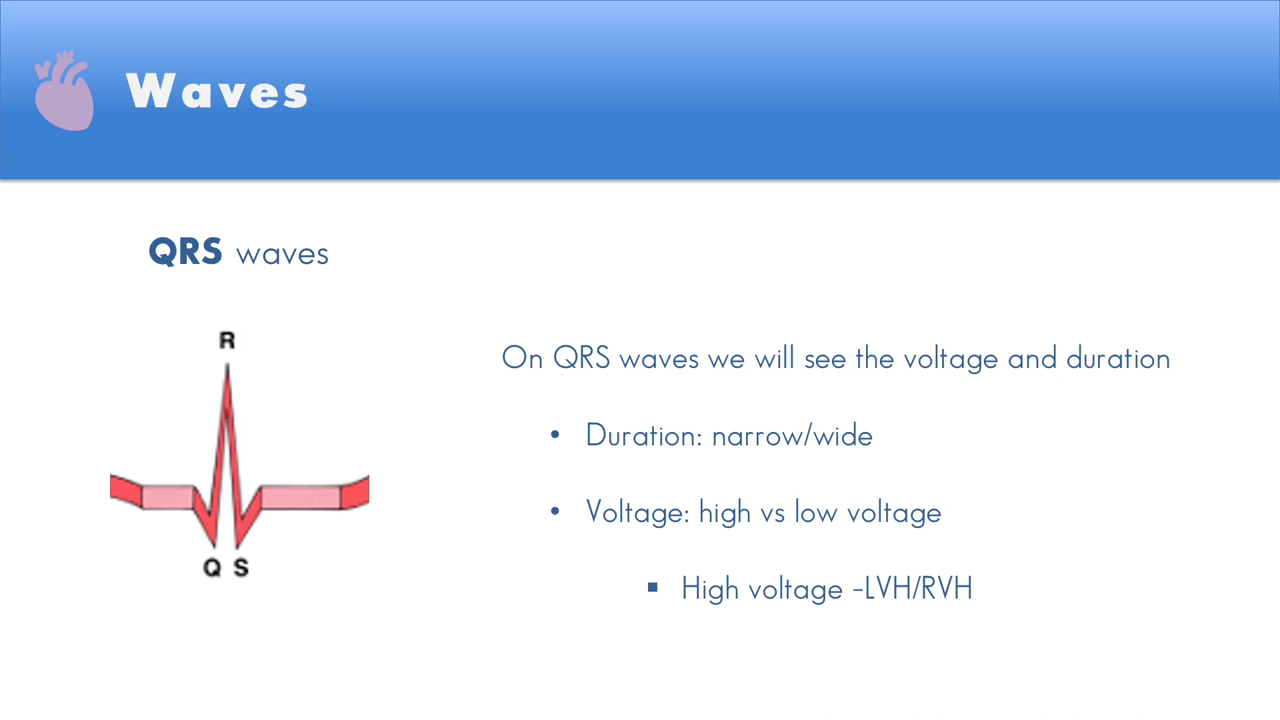 Waves
QRS waves
R
Q S
On QRS waves we will see the voltage and duration
• Duration: narrow/wide
• Voltage: high vs low voltage
▪ High voltage -LVH/RVH